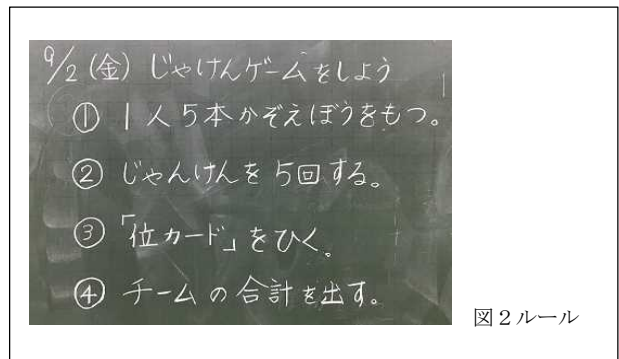 9/2(金)じゃけんゲームをしよう
① 1人5本かぞえぼうをもつ。
② じゃんけんを5回する。
③「位カード」をひく。
④ チームの合計を出す。
図2ルール